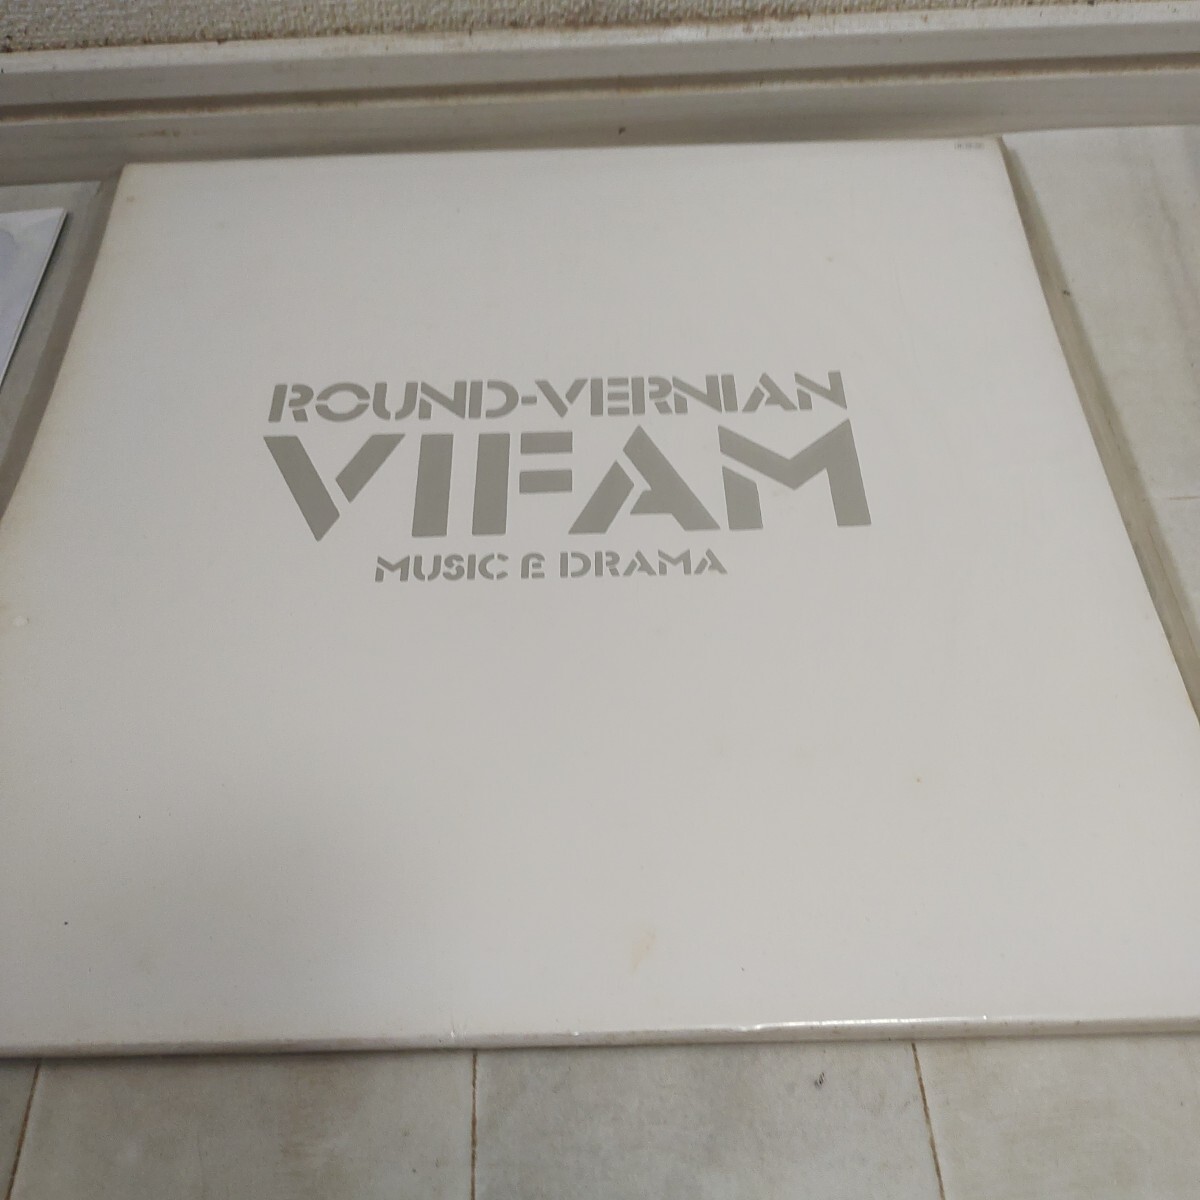 ROUND-VERNIAN
VIFAM
MUSIC & DRAMA